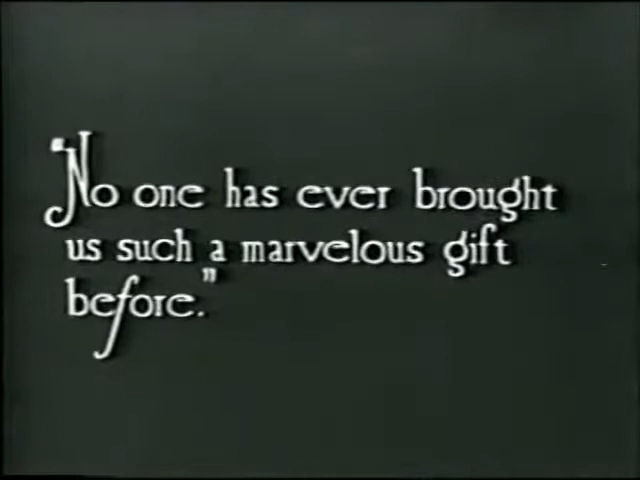 "No one has ever brought
us such a marvelous gift
before."